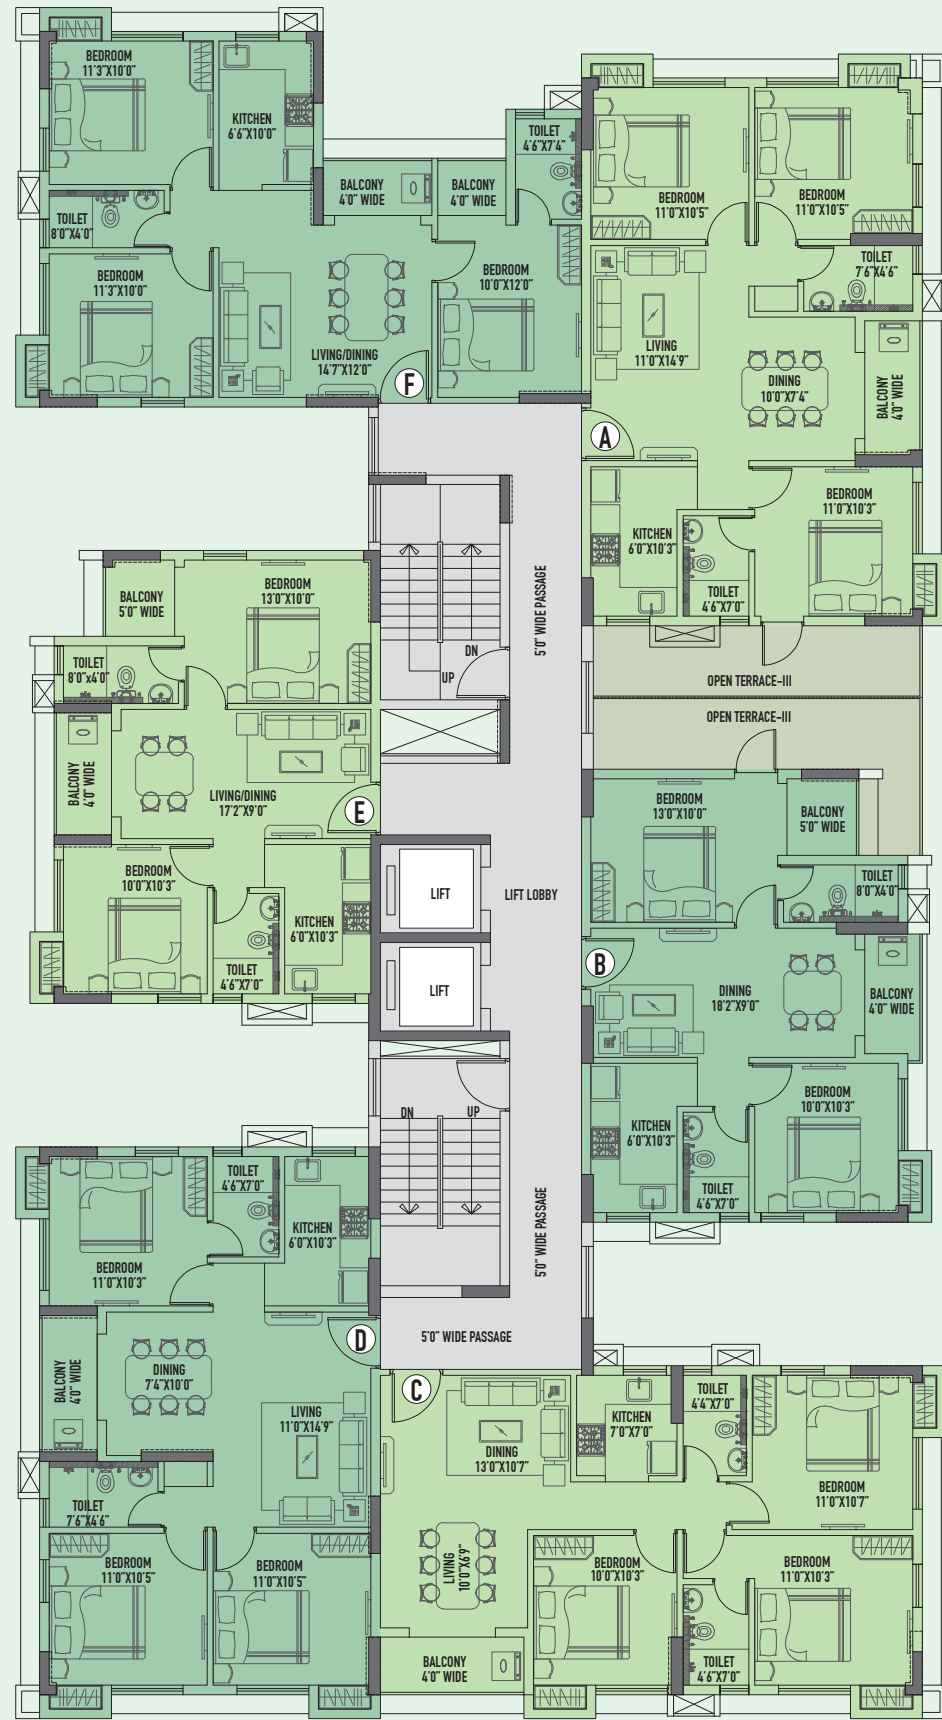 BEDROOM
11'3"X10'0"
KITCHEN
6'6"X10'0"
TOILET
8'0"X4'0"
BEDROOM
11'3"X10'0"
BALCONY
4'0" WIDE
BALCONY
4'0" WIDE
TOILET
4'6"X7'4"
BEDROOM
10'0"X12'0"
LIVING/DINING
14'7"X12'0"
F
BEDROOM
11'0"X10'5"
BEDROOM
11'0"X10'5"
TOILET
7'6"X4'6"
LIVING
11'0"X14'9"
DINING
10'0"X7'4"
BALCONY
4'0" WIDE
A
KITCHEN
6'0"X10'3"
TOILET
4'6"X7'0"
BEDROOM
11'0"X10'3"
OPEN TERRACE-III
OPEN TERRACE-III
5'0" WIDE PASSAGE
DN
UP
BALCONY
5'0" WIDE
BEDROOM
13'0"X10'0"
TOILET
8'0"x4'0"
BALCONY
4'0" WIDE
LIVING/DINING
17'2"X9'0"
E
BEDROOM
10'0"X10'3"
TOILET
4'6"X7'0"
KITCHEN
6'0"X10'3"
LIFT
LIFT LOBBY
LIFT
BEDROOM
13'0"X10'0"
BALCONY
5'0" WIDE
TOILET
8'0"X4'0"
B
DINING
18'2"X9'0"
BALCONY
4'0" WIDE
KITCHEN
6'0"X10'3"
TOILET
4'6"X7'0"
BEDROOM
10'0"X10'3"
DN
UP
5'0" WIDE PASSAGE
5'0" WIDE PASSAGE
TOILET
4'6"X7'0"
KITCHEN
6'0"X10'3"
BEDROOM
11'0"X10'3"
D
BALCONY
4'0" WIDE
DINING
7'4"X10'0"
LIVING
11'0"X14'9"
TOILET
7'6"X4'6"
BEDROOM
11'0"X10'5"
BEDROOM
11'0"X10'5"
C
DINING
13'0"X10'7"
KITCHEN
7'0"X7'0"
TOILET
4'4"X7'0"
BEDROOM
11'0"X10'7"
LIVING
10'0"X6'9"
BEDROOM
10'0"X10'3"
BEDROOM
11'0"X10'3"
TOILET
4'6"X7'0"
BALCONY
4'0" WIDE